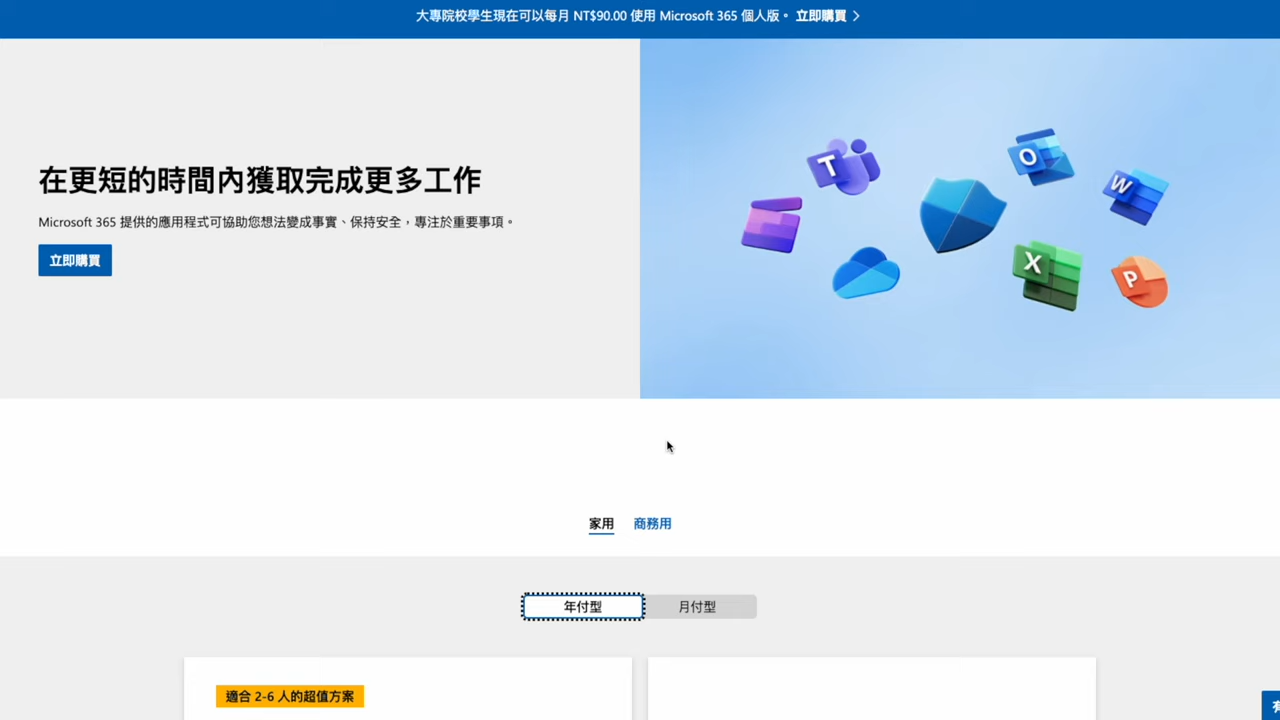 大專院校學生現在可以每月 NT$90.00 使用 Microsoft 365 個人版。 立即購買
在更短的時間內獲取完成更多工作
Microsoft 365 提供的應用程式可協助您想法變成事實、保持安全，專注於重要事項。
立即購買
T
O
W
X
P
家用 商務用
年付型 月付型
適合 2-6 人的超值方案